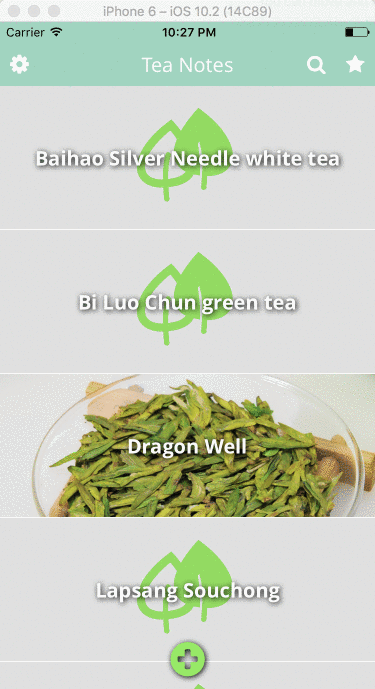 iPhone 6 – iOS 10.2 (14C89)
Carrier 10:27 PM
Tea Notes
Baihao Silver Needle white tea
Bi Luo Chun green tea
Dragon Well
Lapsang Souchong